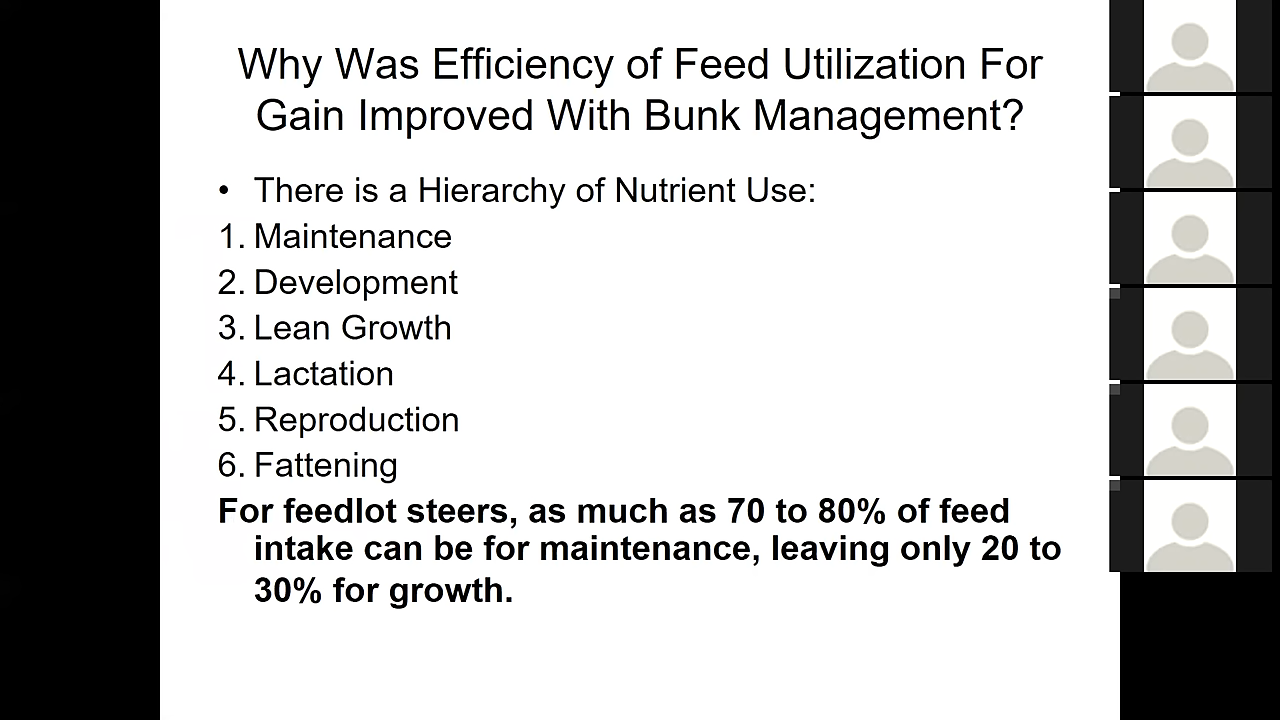 Why Was Efficiency of Feed Utilization For
Gain Improved With Bunk Management?
• There is a Hierarchy of Nutrient Use:
1. Maintenance
2. Development
3. Lean Growth
4. Lactation
5. Reproduction
6. Fattening
For feedlot steers, as much as 70 to 80% of feed
intake can be for maintenance, leaving only 20 to
30% for growth.